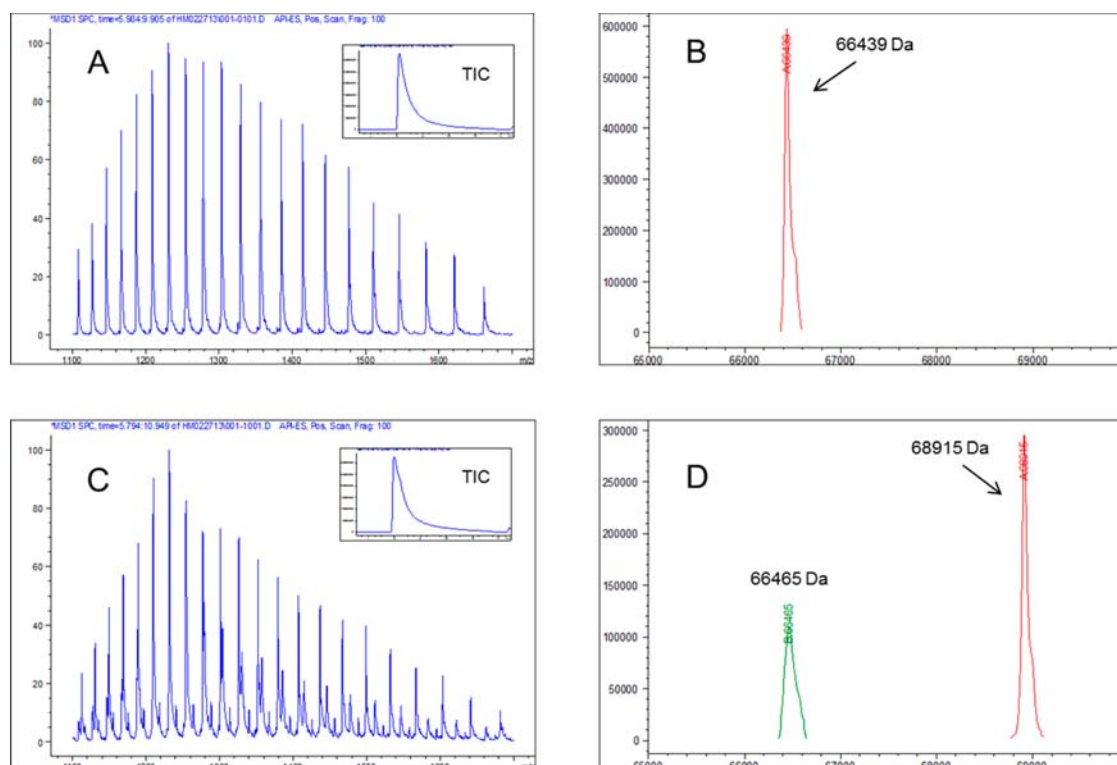 *MSD1 SPC, time=5.984:9.905 of HM022713\001-0101.D API-ES, Pos, Scan, Frag: 100
A
TIC
100
80
60
40
20
0
1100 1200 1300 1400 1500 1600 m/z
B
66439 Da
A:66439
600000
500000
400000
300000
200000
100000
0
65000 66000 67000 68000 69000
*MSD1 SPC, time=5.794:10.949 of HM022713\001-1001.D API-ES, Pos, Scan, Frag: 100
C
TIC
100
80
60
40
20
0
D
68915 Da
66465 Da
B:66465
A:68915
300000
250000
200000
150000
100000
50000
0